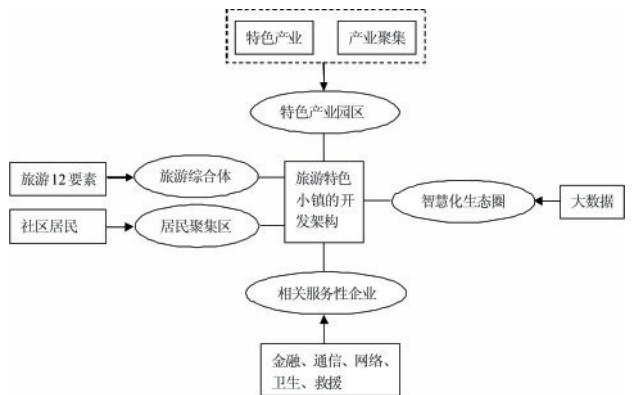 特色产业
产业聚集
特色产业园区
旅游12要素
旅游综合体
旅游特色
小镇的开
发架构
智慧化生态圈
大数据
社区居民
居民聚集区
相关服务性企业
金融、通信、网络、
卫生、救援